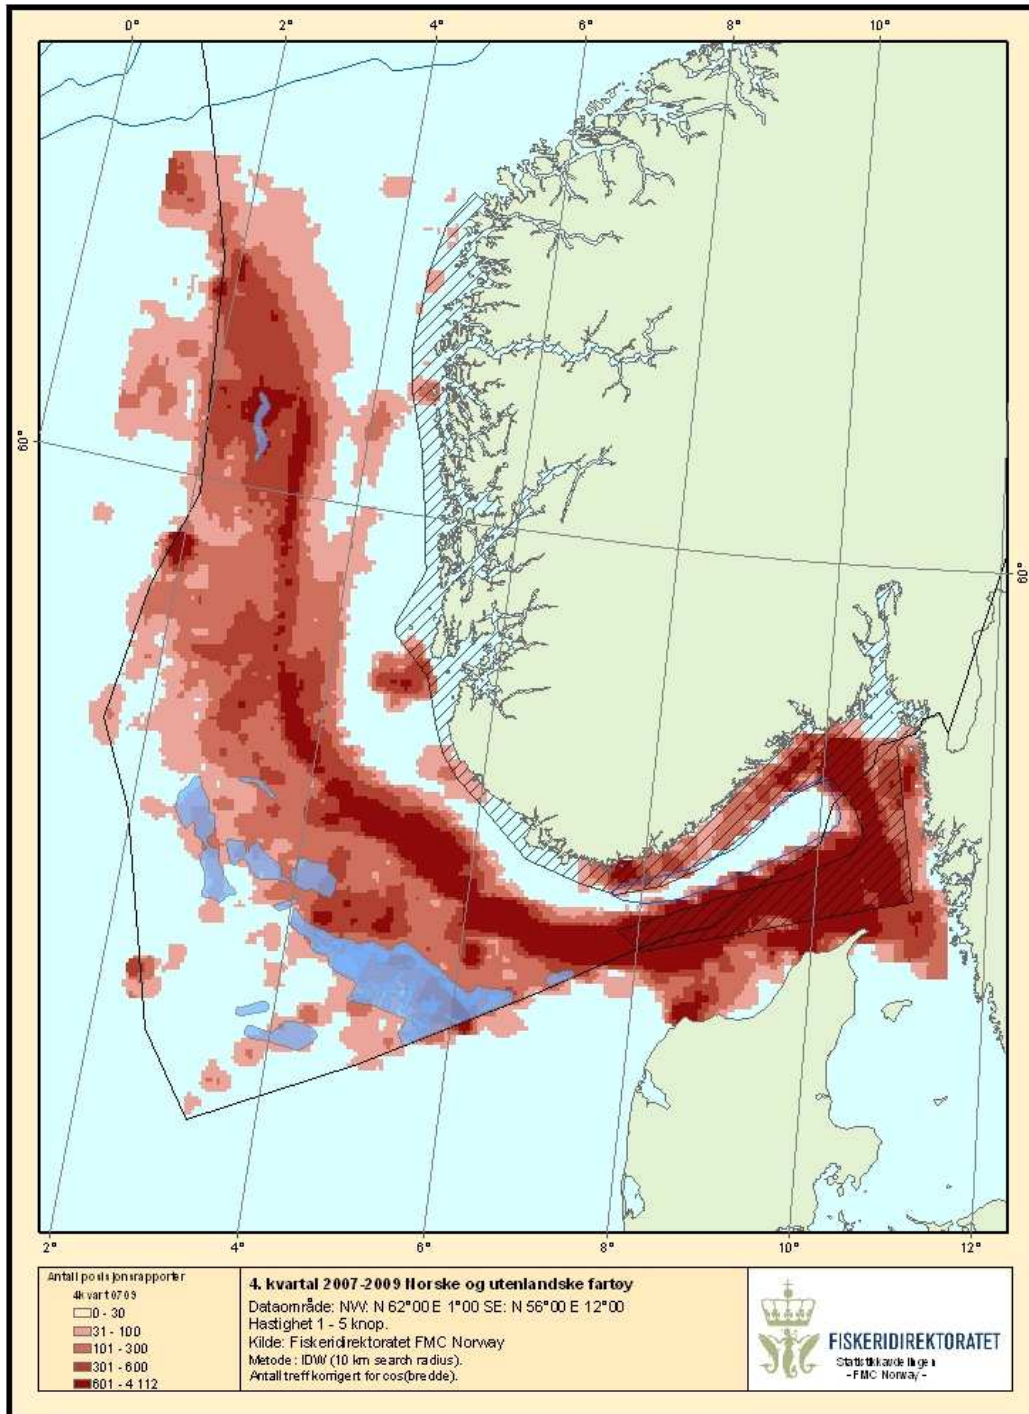 0° 2° 4° 6° 8° 10°
60°
60°
2° 4° 6° 8° 10° 12°
Antall posisjonsrapporter
4kvart0709
0 - 30
31 - 100
101 - 300
301 - 600
601 - 4 112
4. kvartal 2007-2009 Norske og utenlandske fartøy
Dataområde: NW: N 62°00 E 1°00 SE: N 56°00 E 12°00
Hastighet 1 - 5 knop.
Kilde: Fiskeridirektoratet FMC Norway
Metode: IDW (10 km search radius).
Antall treff korrigert for cos(bredde).
FISKERIDIREKTORATET
Statistikkavdelingen
- FMC Norway -